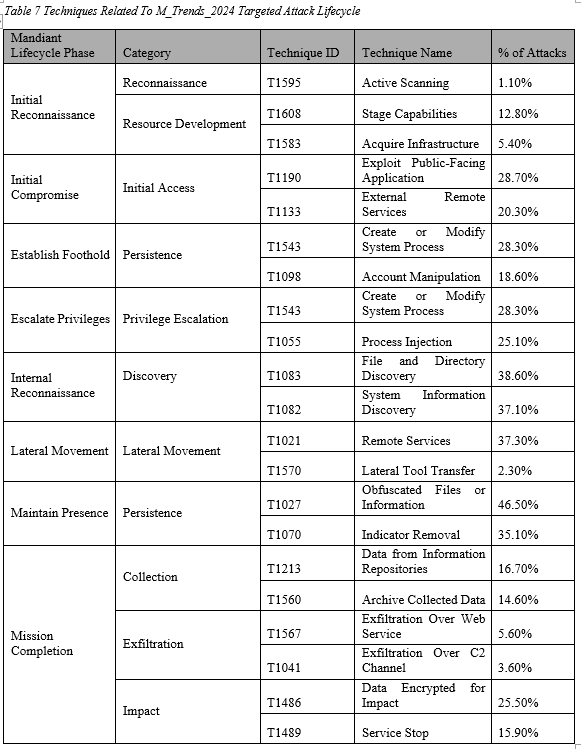 Table 7 Techniques Related To M_Trends_2024 Targeted Attack Lifecycle
Mandiant
Lifecycle Phase
Category
Technique ID
Technique Name
% of Attacks
Initial
Reconnaissance
Reconnaissance
T1595
Active Scanning
1.10%
Resource Development
T1608
Stage Capabilities
12.80%
T1583
Acquire Infrastructure
5.40%
Initial
Compromise
Initial Access
T1190
Exploit Public-Facing
Application
28.70%
T1133
External Remote
Services
20.30%
Establish Foothold
Persistence
T1543
Create or Modify
System Process
28.30%
T1098
Account Manipulation
18.60%
Escalate Privileges
Privilege Escalation
T1543
Create or Modify
System Process
28.30%
T1055
Process Injection
25.10%
Internal
Reconnaissance
Discovery
T1083
File and Directory
Discovery
38.60%
T1082
System Information
Discovery
37.10%
Lateral Movement
Lateral Movement
T1021
Remote Services
37.30%
T1570
Lateral Tool Transfer
2.30%
Maintain Presence
Persistence
T1027
Obfuscated Files or
Information
46.50%
T1070
Indicator Removal
35.10%
Mission
Completion
Collection
T1213
Data from Information
Repositories
16.70%
T1560
Archive Collected Data
14.60%
Exfiltration
T1567
Exfiltration Over Web
Service
5.60%
T1041
Exfiltration Over C2
Channel
3.60%
Impact
T1486
Data Encrypted for
Impact
25.50%
T1489
Service Stop
15.90%